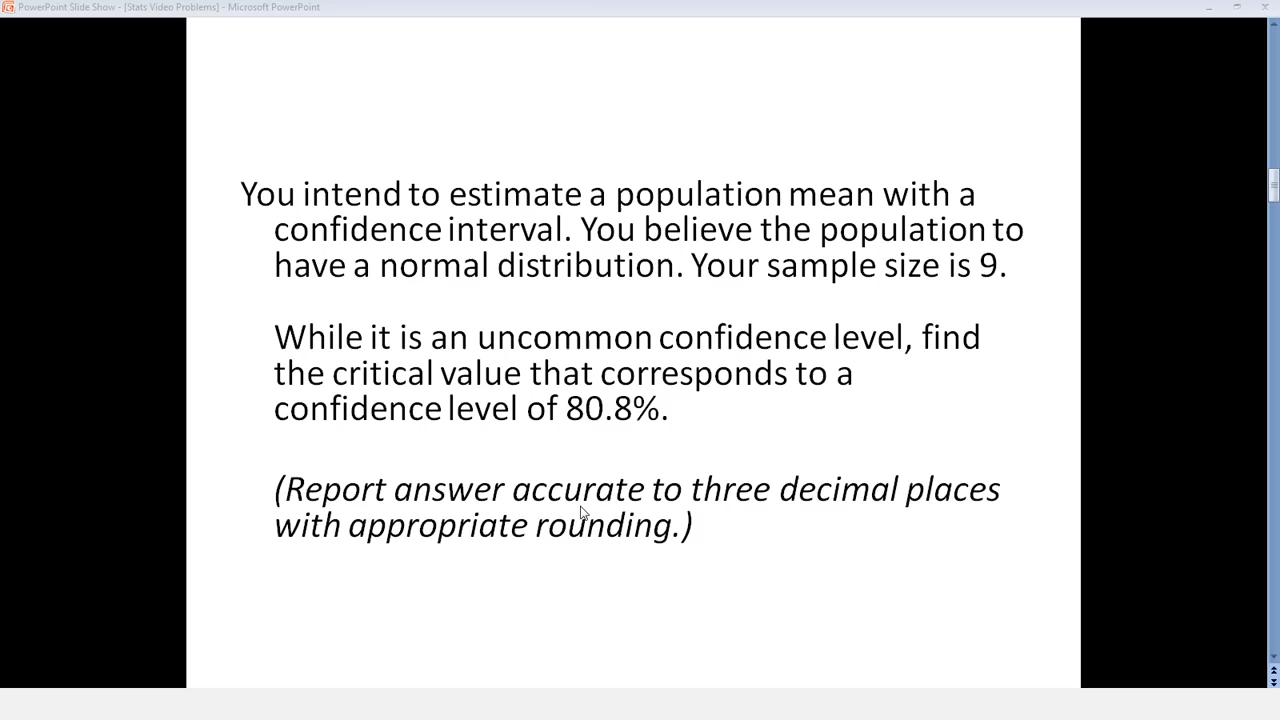 PowerPoint Slide Show - [Stats Video Problems] - Microsoft PowerPoint
You intend to estimate a population mean with a
confidence interval. You believe the population to
have a normal distribution. Your sample size is 9.
While it is an uncommon confidence level, find
the critical value that corresponds to a
confidence level of 80.8%.
(Report answer accurate to three decimal places
with appropriate rounding.)